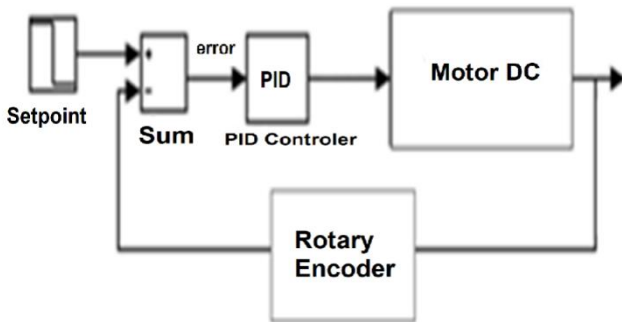 Setpoint
+
-
Sum
error
PID
PID Controler
Motor DC
Rotary
Encoder